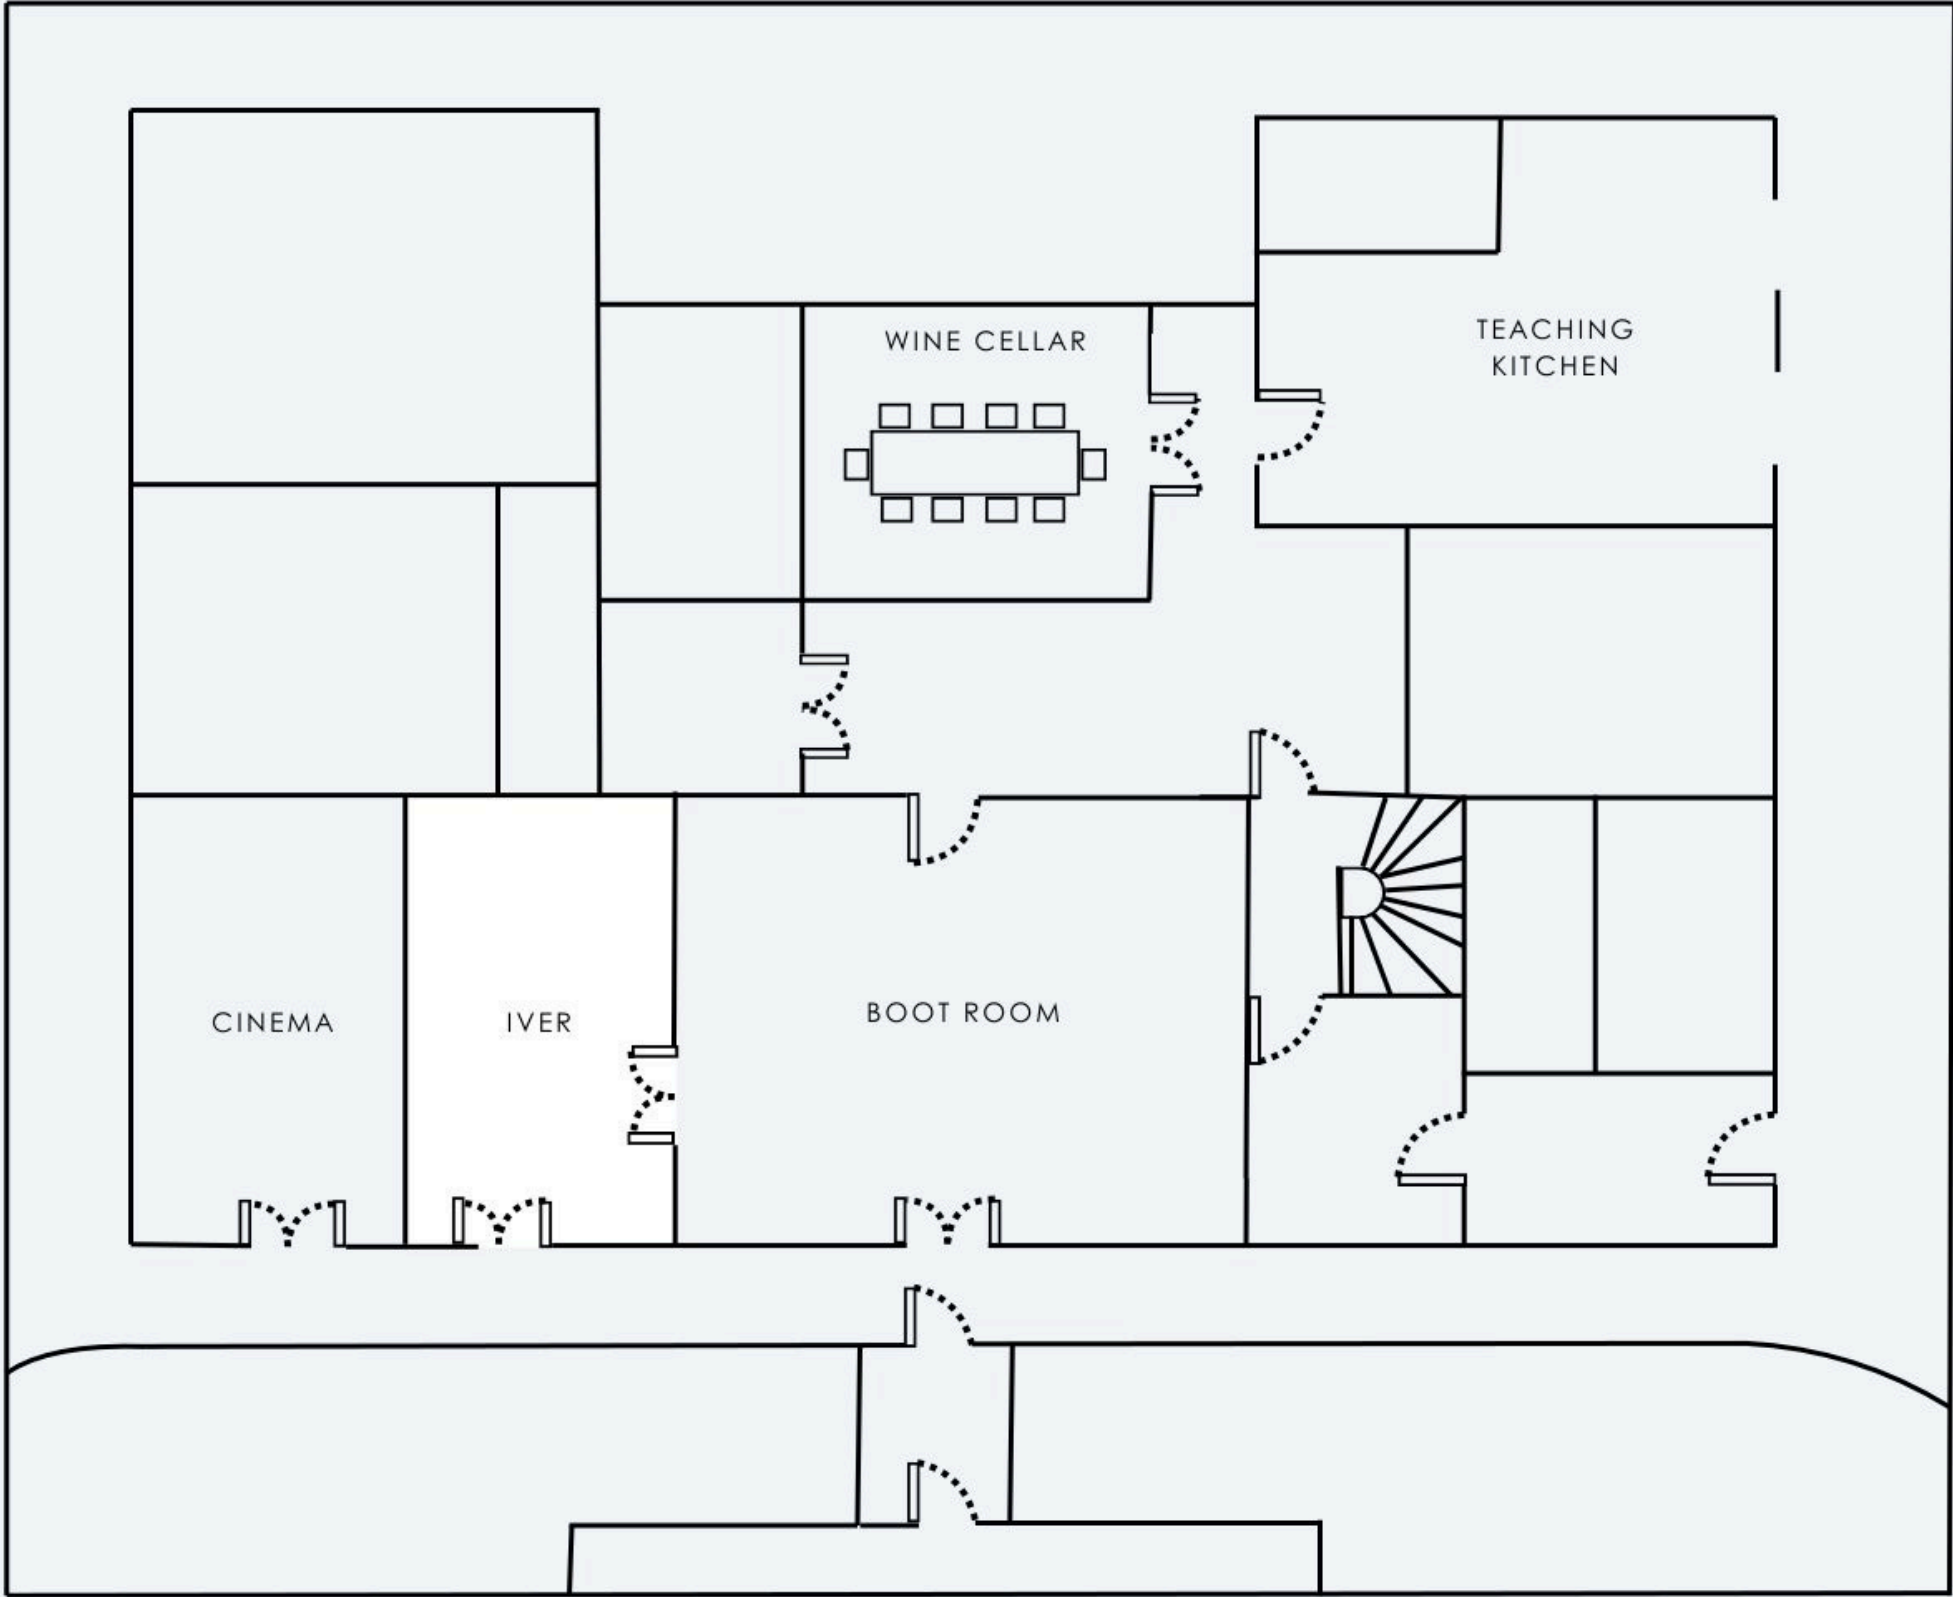 WINE CELLAR
TEACHING
KITCHEN
CINEMA
IVER
BOOT ROOM